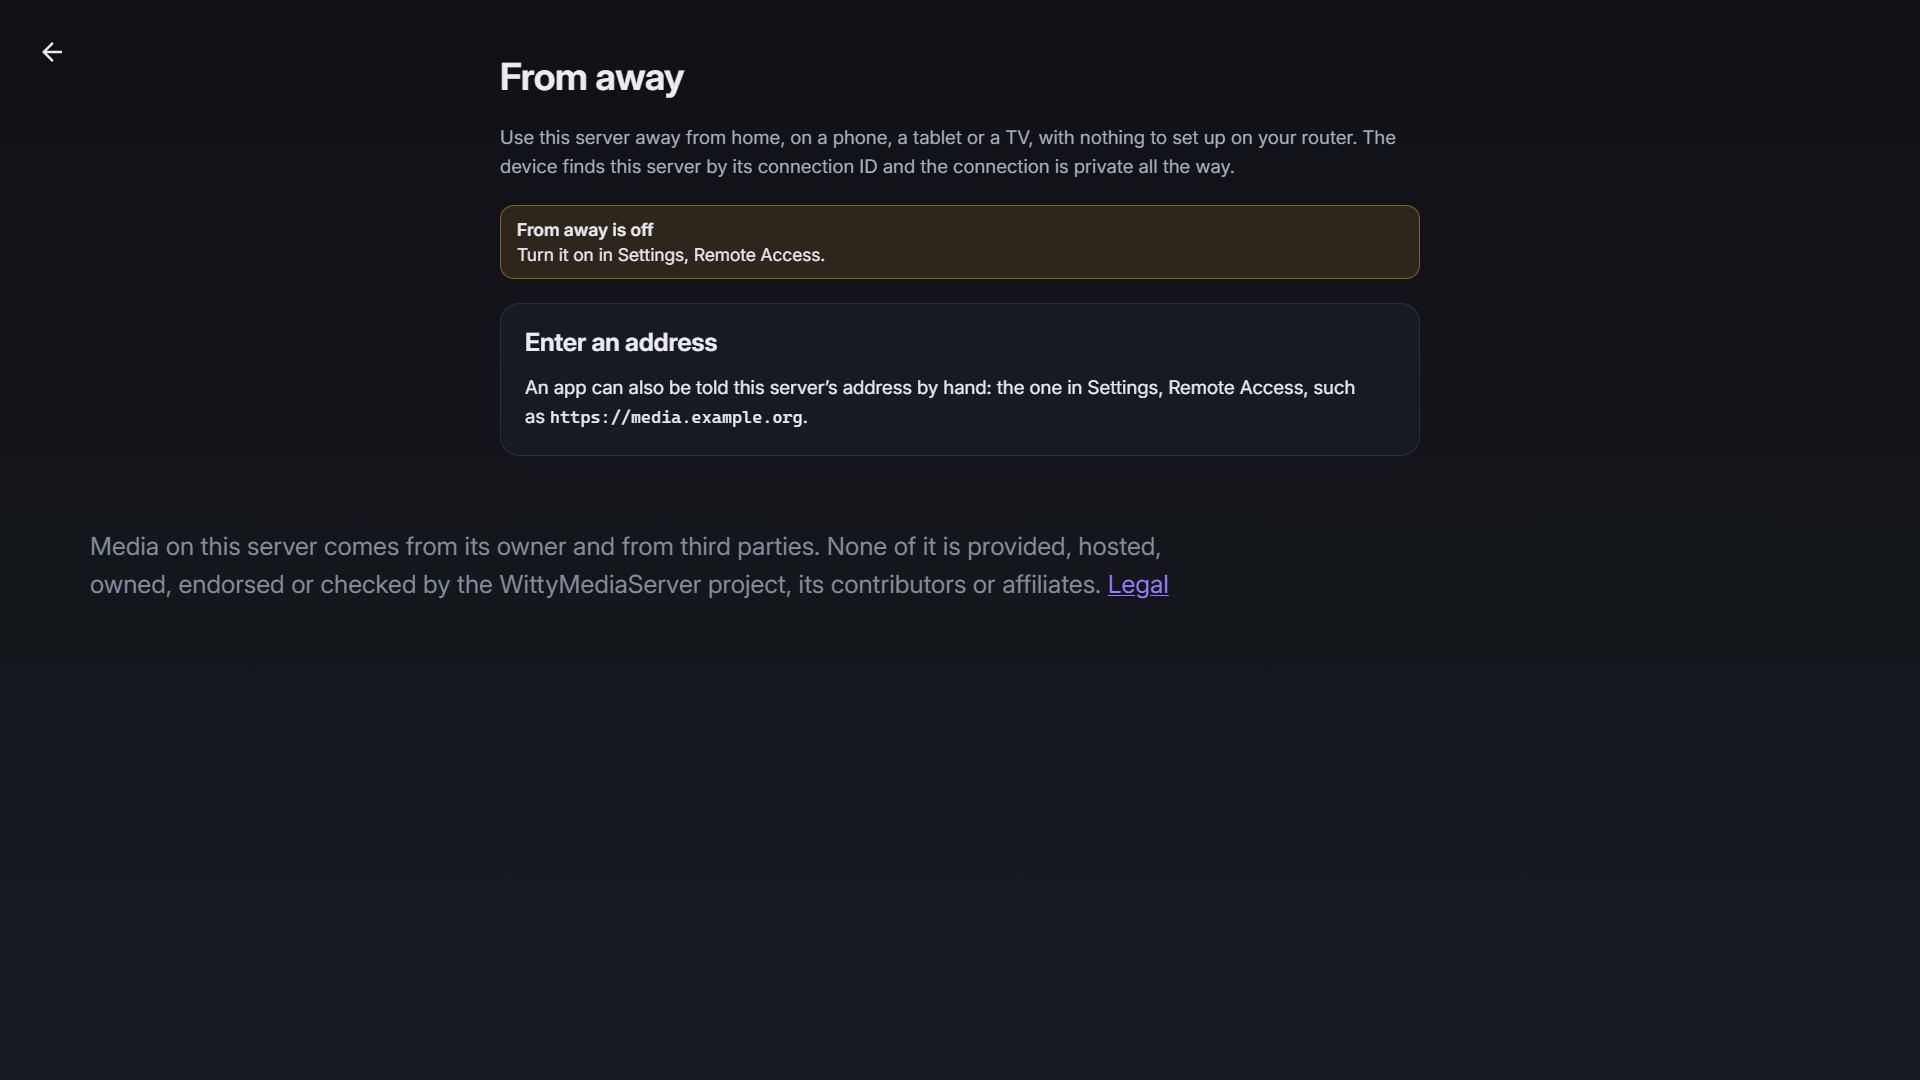 From away
Use this server away from home, on a phone, a tablet or a TV, with nothing to set up on your router. The
device finds this server by its connection ID and the connection is private all the way.
From away is off
Turn it on in Settings, Remote Access.
Enter an address
An app can also be told this server’s address by hand: the one in Settings, Remote Access, such
as https://media.example.org.
Media on this server comes from its owner and from third parties. None of it is provided, hosted,
owned, endorsed or checked by the WittyMediaServer project, its contributors or affiliates. Legal